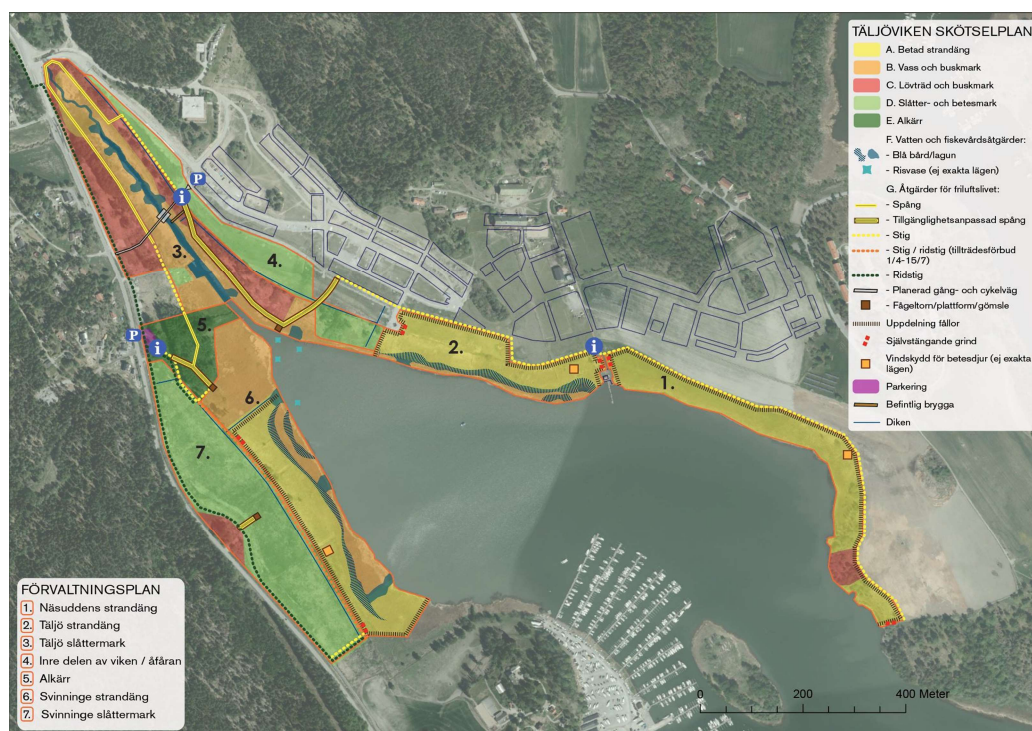 TÄLJÖVIKEN SKÖTSELPLAN
A. Betad strandäng
B. Vass och buskmark
C. Lövträd och buskmark
D. Slåtter- och betesmark
E. Alkärr
F. Vatten och fiskevårdsåtgärder:
- Blå bård/lagun
- Risvase (ej exakta lägen)
G. Åtgärder för friluftslivet:
- Spång
- Tillgänglighetsanpassad spång
- Stig
- Stig / ridstig (tillträdesförbud
1/4-15/7)
- Ridstig
- Planerad gång- och cykelväg
- Fågeltorn/plattform/gömsle
Uppdelning fållor
Självstängande grind
Vindskydd för betesdjur (ej exakta
lägen)
Parkering
Befintlig brygga
Diken
P
i
3.
4.
P
i
5.
2.
i
1.
6.
7.
FÖRVALTNINGSPLAN
1. Näsuddens strandäng
2. Täljö strandäng
3. Täljö slåttermark
4. Inre delen av viken / åfåran
5. Alkärr
6. Svinninge strandäng
7. Svinninge slåttermark
0 200 400 Meter